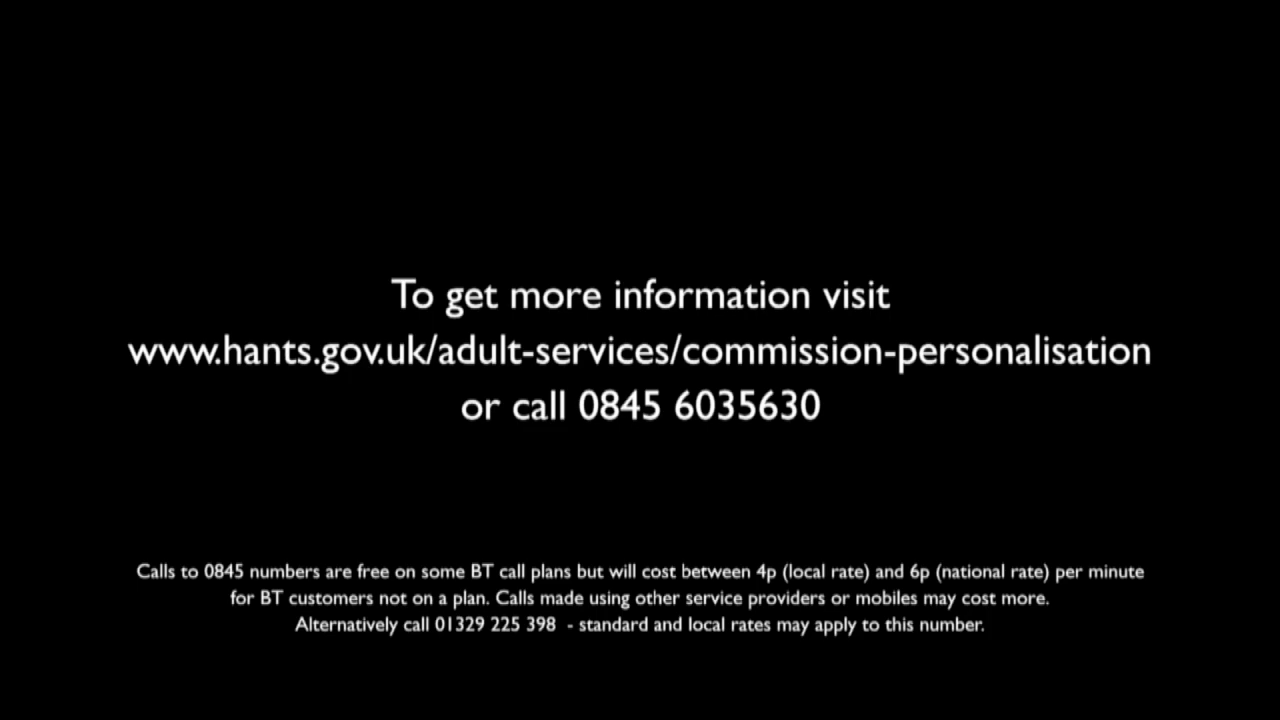 To get more information visit
www.hants.gov.uk/adult-services/commission-personalisation
or call 0845 6035630
Calls to 0845 numbers are free on some BT call plans but will cost between 4p (local rate) and 6p (national rate) per minute
for BT customers not on a plan. Calls made using other service providers or mobiles may cost more.
Alternatively call 01329 225 398 - standard and local rates may apply to this number.